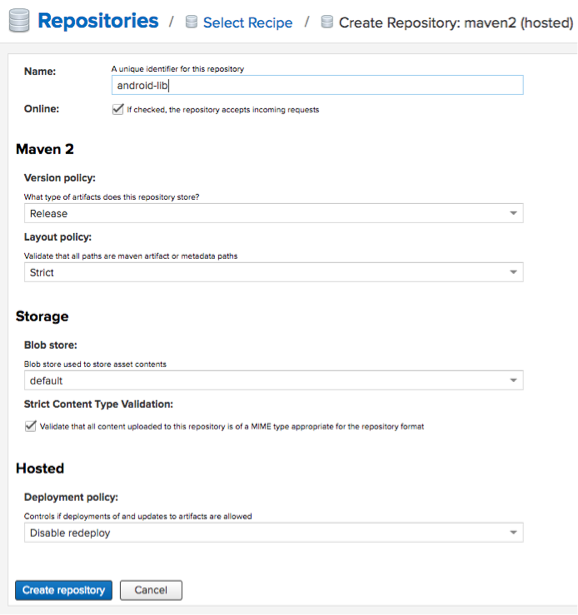 Repositories / Select Recipe / Create Repository: maven2 (hosted)
Name: A unique identifier for this repository
android-lib
Online: If checked, the repository accepts incoming requests
Maven 2
Version policy:
What type of artifacts does this repository store?
Release
Layout policy:
Validate that all paths are maven artifact or metadata paths
Strict
Storage
Blob store:
Blob store used to store asset contents
default
Strict Content Type Validation:
Validate that all content uploaded to this repository is of a MIME type appropriate for the repository format
Hosted
Deployment policy:
Controls if deployments of and updates to artifacts are allowed
Disable redeploy
Create repository Cancel